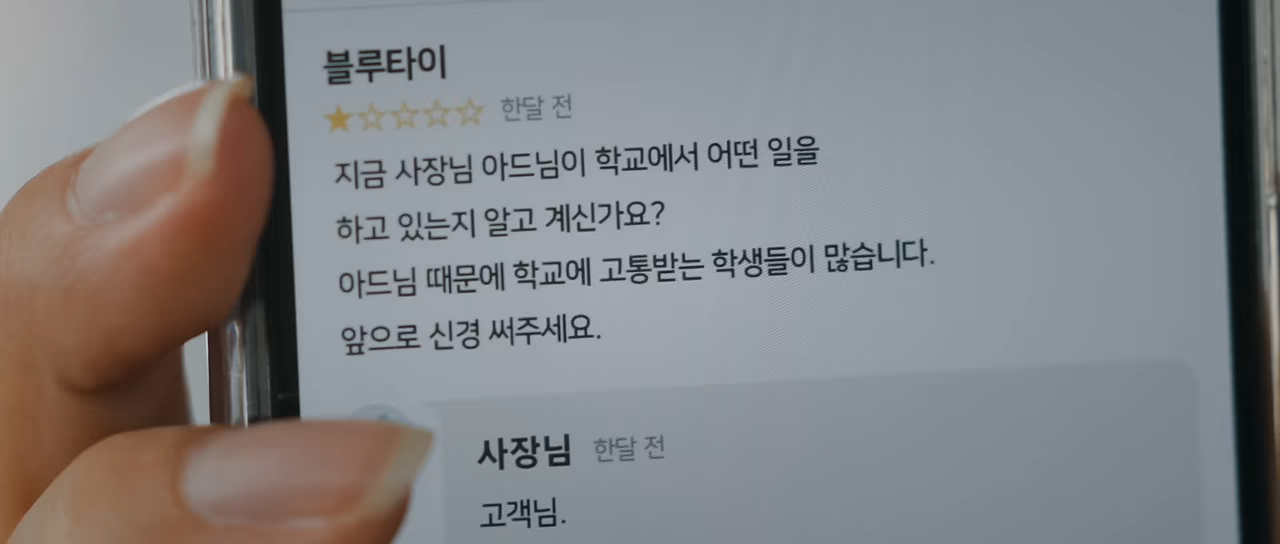 블루타이
한달 전
지금 사장님 아드님이 학교에서 어떤 일을
하고 있는지 알고 계신가요?
아드님 때문에 학교에 고통받는 학생들이 많습니다.
앞으로 신경 써주세요.
사장님 한달 전
고객님.